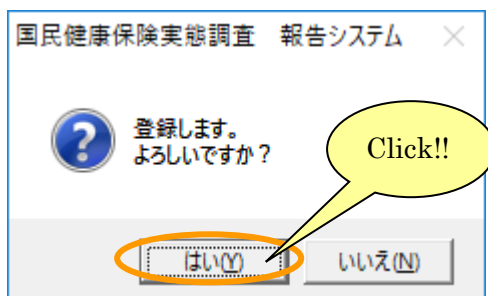 国民健康保険実態調査　報告システム
登録します。
よろしいですか？
Click!!
はい(Y)
いいえ(N)